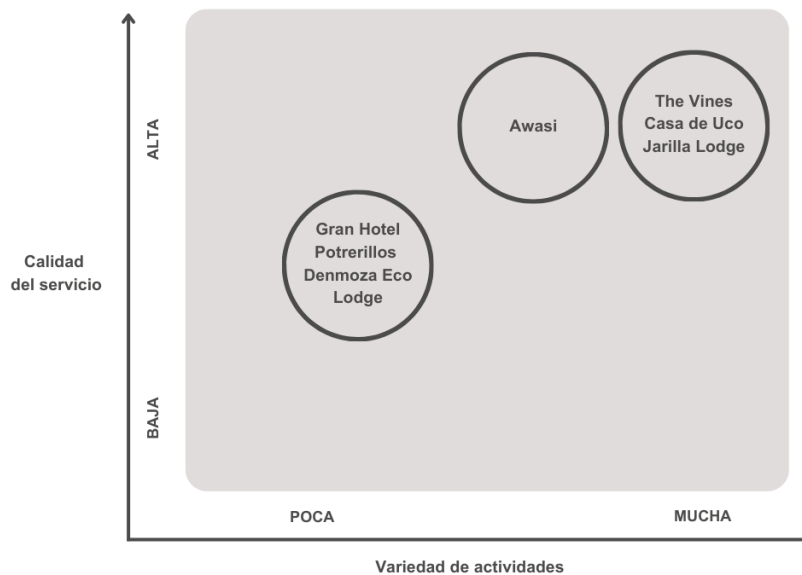 ALTA
The Vines
Casa de Uco
Jarilla Lodge
Awasi
Gran Hotel
Potrerillos
Denmoza Eco
Lodge
Calidad
del servicio
BAJA
POCA
MUCHA
Variedad de actividades